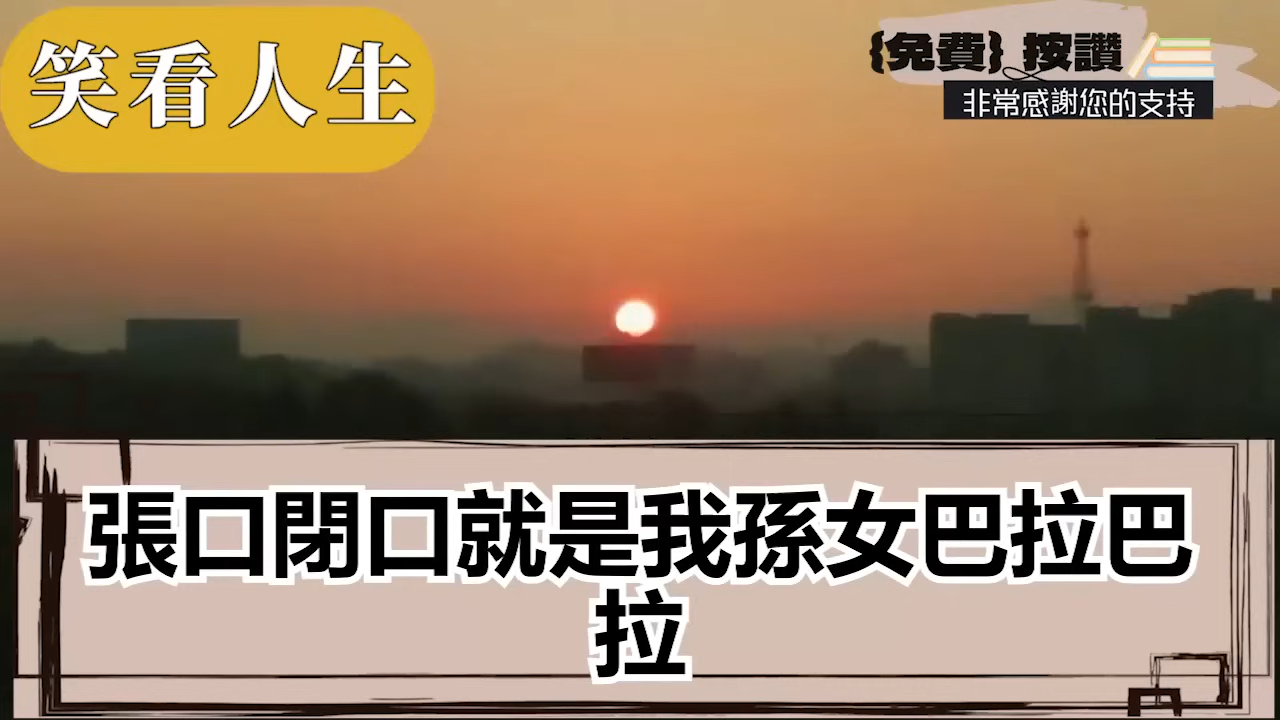 笑看人生
{免費} 按讚
非常感謝您的支持
張口閉口就是我孫女巴拉巴
拉